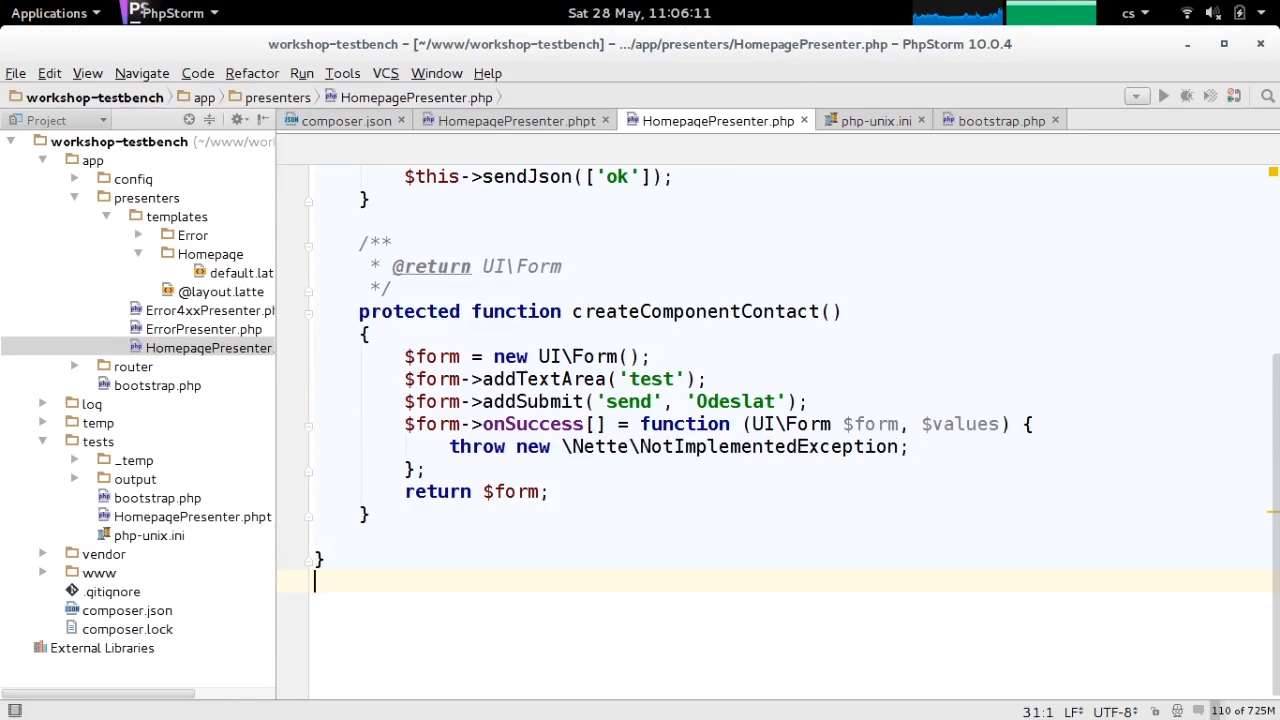 Applications PhpStorm Sat 28 May, 11:06:11 cs
workshop-testbench – [~/www/workshop-testbench] – .../app/presenters/HomepagePresenter.php – PhpStorm 10.0.4
File Edit View Navigate Code Refactor Run Tools VCS Window Help
workshop-testbench app presenters HomepagePresenter.php
Project composer.json HomepagePresenter.phpt HomepagePresenter.php php-unix.ini bootstrap.php
workshop-testbench (~/www/wor
app
config
presenters
templates
Error
Homepage
default.lat
@layout.latte
Error4xxPresenter.ph
ErrorPresenter.php
HomepagePresenter.
router
bootstrap.php
log
temp
tests
_temp
output
bootstrap.php
HomepagePresenter.phpt
php-unix.ini
vendor
www
.gitignore
composer.json
composer.lock
External Libraries
$this->sendJson(['ok']);
}
/**
* @return UI\Form
*/
protected function createComponentContact()
{
$form = new UI\Form();
$form->addTextArea('test');
$form->addSubmit('send', 'Odeslat');
$form->onSuccess[] = function (UI\Form $form, $values) {
throw new \Nette\NotImplementedException;
};
return $form;
}
}
31:1 LF UTF-8 110 of 725M